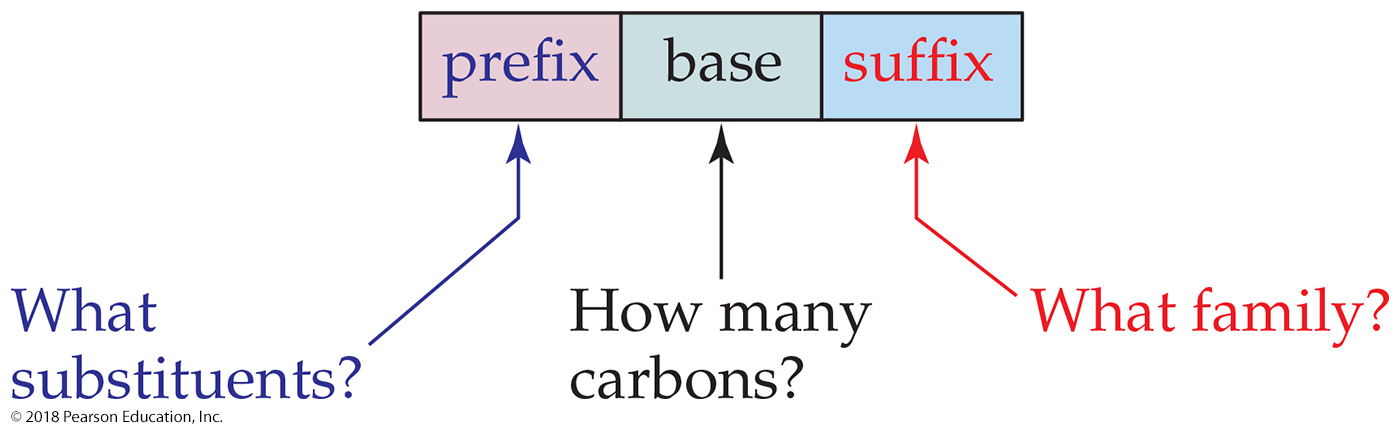 prefix base suffix
What substituents?
How many carbons?
What family?
© 2018 Pearson Education, Inc.